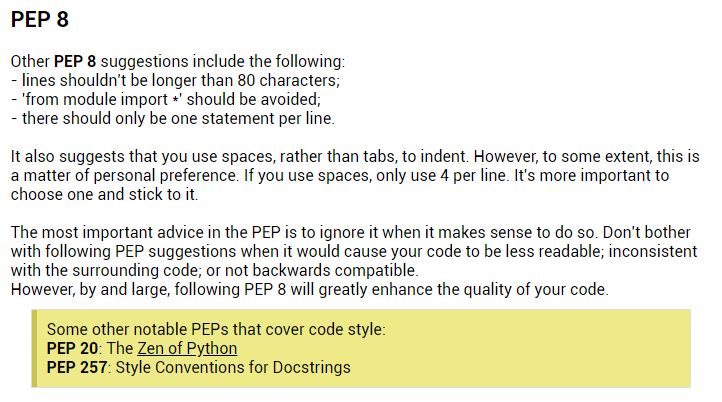 PEP 8
Other PEP 8 suggestions include the following:
- lines shouldn't be longer than 80 characters;
- 'from module import *' should be avoided;
- there should only be one statement per line.
It also suggests that you use spaces, rather than tabs, to indent. However, to some extent, this is
a matter of personal preference. If you use spaces, only use 4 per line. It's more important to
choose one and stick to it.
The most important advice in the PEP is to ignore it when it makes sense to do so. Don't bother
with following PEP suggestions when it would cause your code to be less readable; inconsistent
with the surrounding code; or not backwards compatible.
However, by and large, following PEP 8 will greatly enhance the quality of your code.
Some other notable PEPs that cover code style:
PEP 20: The Zen of Python
PEP 257: Style Conventions for Docstrings